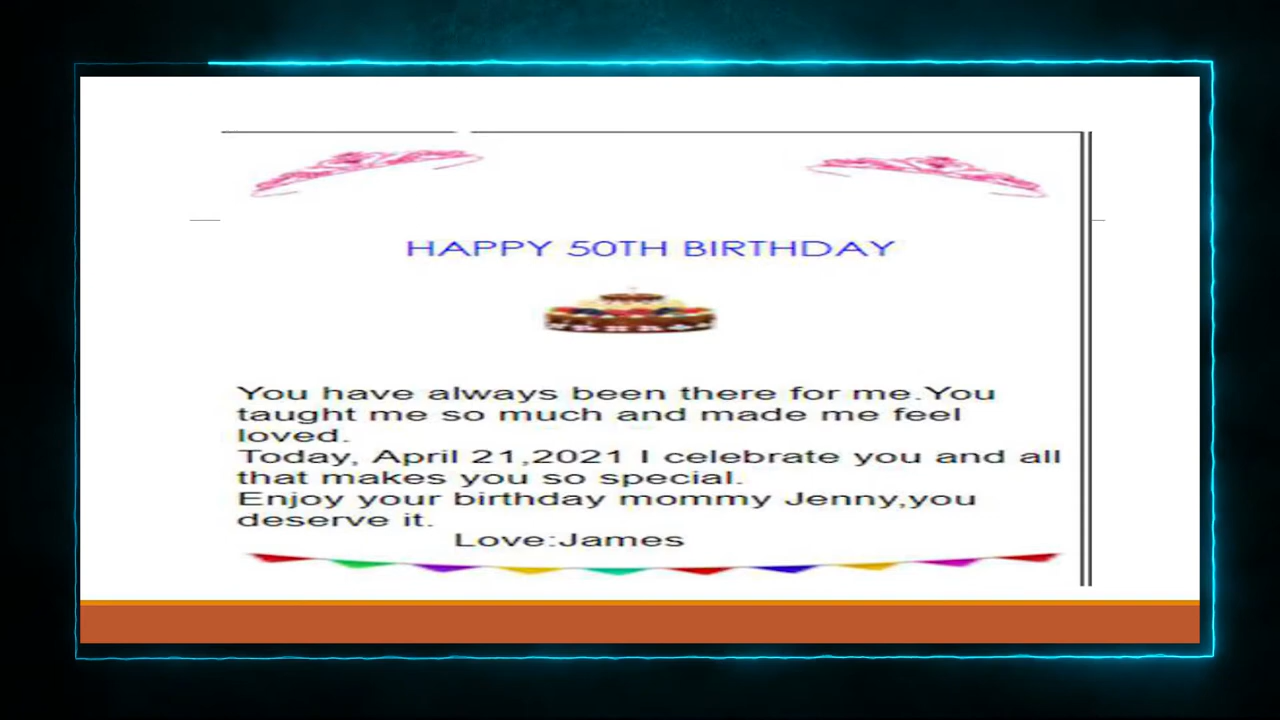 HAPPY 50TH BIRTHDAY
You have always been there for me.You
taught me so much and made me feel
loved.
Today, April 21,2021 I celebrate you and all
that makes you so special.
Enjoy your birthday mommy Jenny,you
deserve it.
Love:James